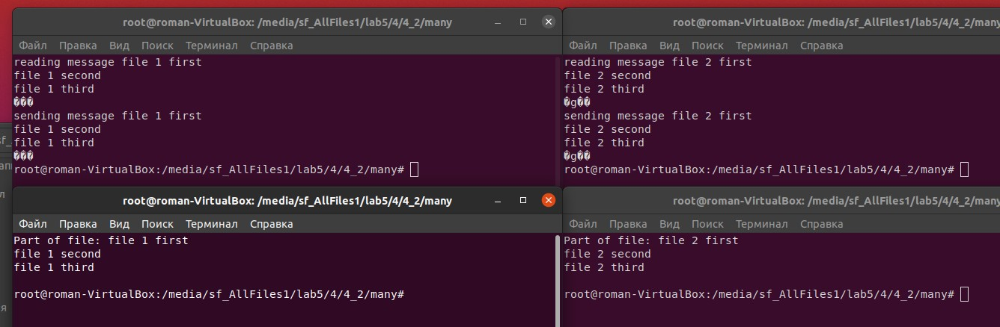 root@roman-VirtualBox: /media/sf_AllFiles1/lab5/4/4_2/many
Файл Правка Вид Поиск Терминал Справка
reading message file 1 first
file 1 second
file 1 third
���
sending message file 1 first
file 1 second
file 1 third
���
root@roman-VirtualBox:/media/sf_AllFiles1/lab5/4/4_2/many#
root@roman-VirtualBox: /media/sf_AllFiles1/lab5/4/4_2/many
Файл Правка Вид Поиск Терминал Справка
reading message file 2 first
file 2 second
file 2 third
�g��
sending message file 2 first
file 2 second
file 2 third
�g��
root@roman-VirtualBox:/media/sf_AllFiles1/lab5/4/4_2/many#
root@roman-VirtualBox: /media/sf_AllFiles1/lab5/4/4_2/many
Файл Правка Вид Поиск Терминал Справка
Part of file: file 1 first
file 1 second
file 1 third
root@roman-VirtualBox:/media/sf_AllFiles1/lab5/4/4_2/many#
root@roman-VirtualBox: /media/sf_AllFiles1/lab5/4/4_2/many
Файл Правка Вид Поиск Терминал Справка
Part of file: file 2 first
file 2 second
file 2 third
root@roman-VirtualBox:/media/sf_AllFiles1/lab5/4/4_2/many#